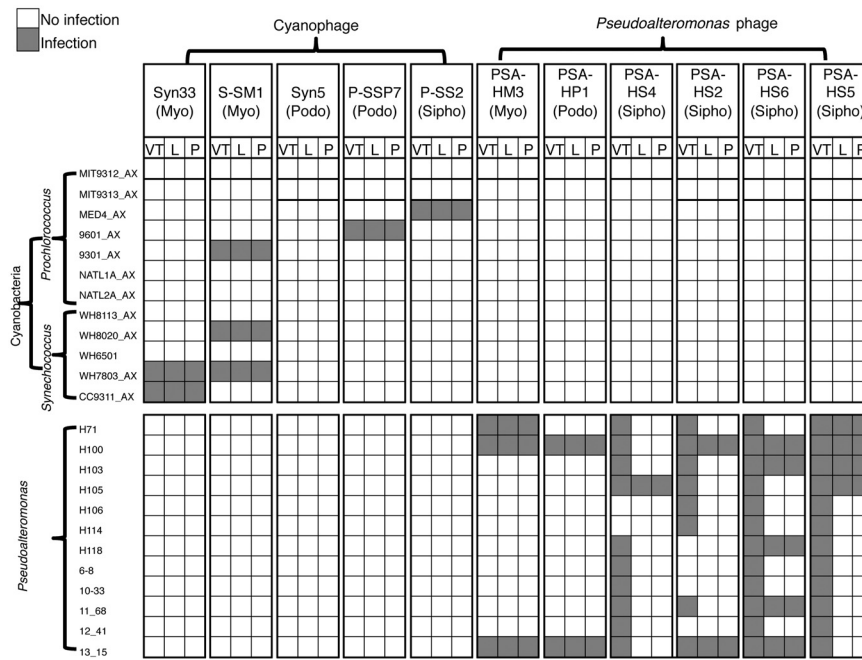 No infection
Infection
Cyanophage
Pseudoalteromonas phage
Syn33 (Myo)
S-SM1 (Myo)
Syn5 (Podo)
P-SSP7 (Podo)
P-SS2 (Sipho)
PSA-HM3 (Myo)
PSA-HP1 (Podo)
PSA-HS4 (Sipho)
PSA-HS2 (Sipho)
PSA-HS6 (Sipho)
PSA-HS5 (Sipho)
VT L P VT L P VT L P VT L P VT L P VT L P VT L P VT L P VT L P VT L P VT L P
Cyanobacteria
Prochlorococcus
MIT9312_AX
MIT9313_AX
MED4_AX
9601_AX
9301_AX
NATL1A_AX
NATL2A_AX
Synechococcus
WH8113_AX
WH8020_AX
WH6501
WH7803_AX
CC9311_AX
Pseudoalteromonas
H71
H100
H103
H105
H106
H114
H118
6-8
10-33
11_68
12_41
13_15